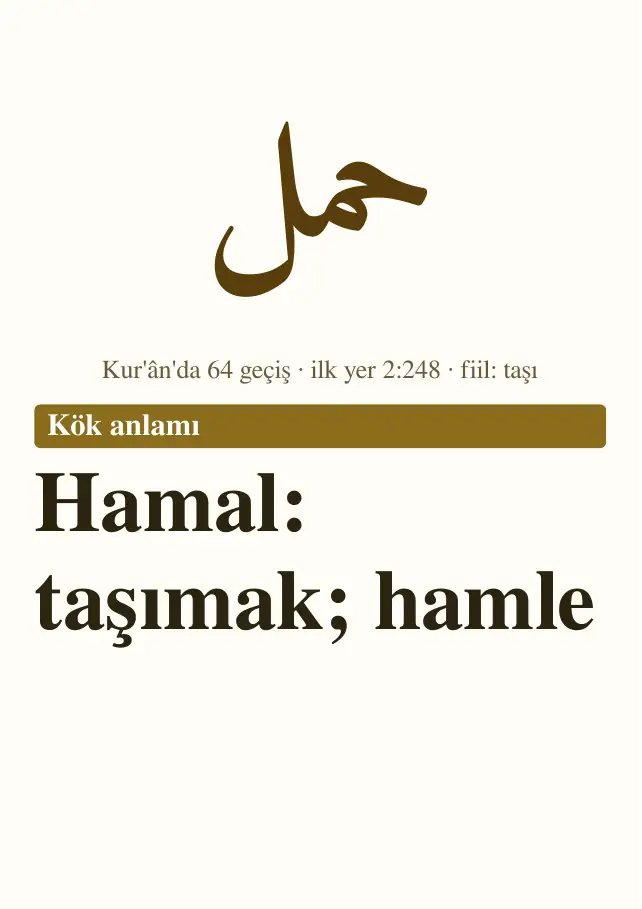 حمل
Kur'ân'da 64 geçiş · ilk yer 2:248 · fiil: taşı
Kök anlamı
Hamal:
taşımak; hamle